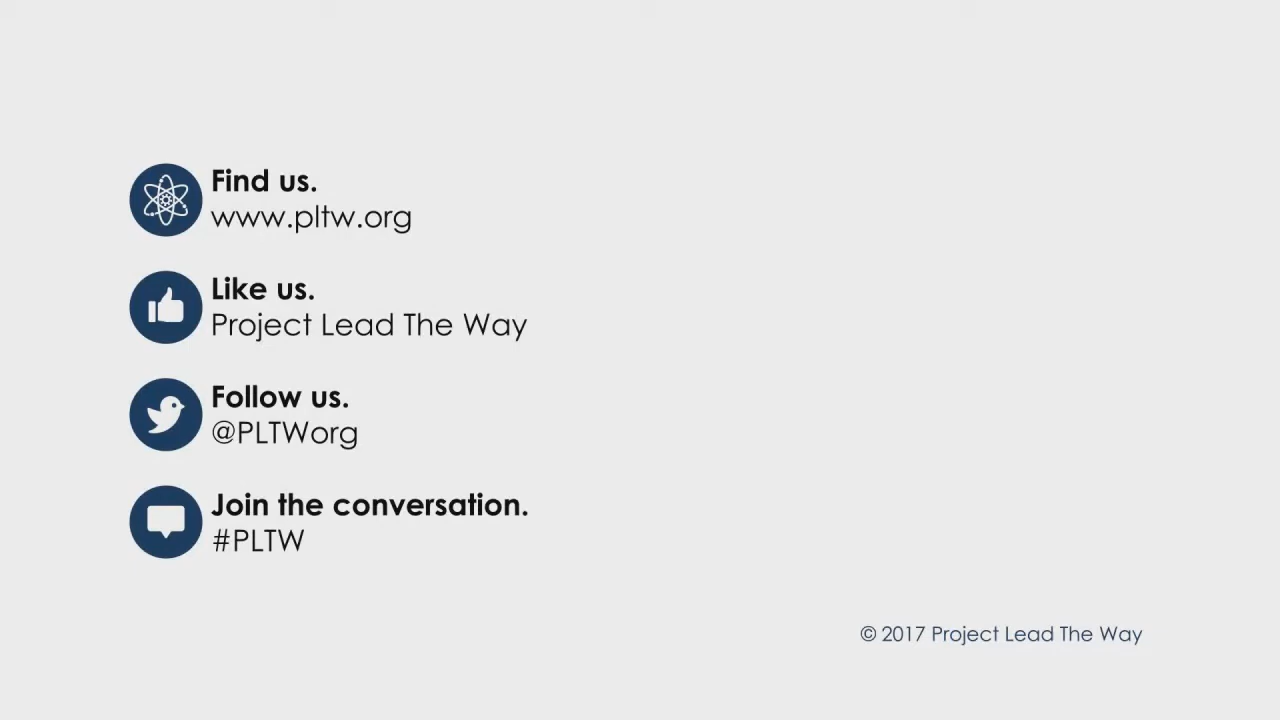 Find us.
www.pltw.org
Like us.
Project Lead The Way
Follow us.
@PLTWorg
Join the conversation.
#PLTW
© 2017 Project Lead The Way